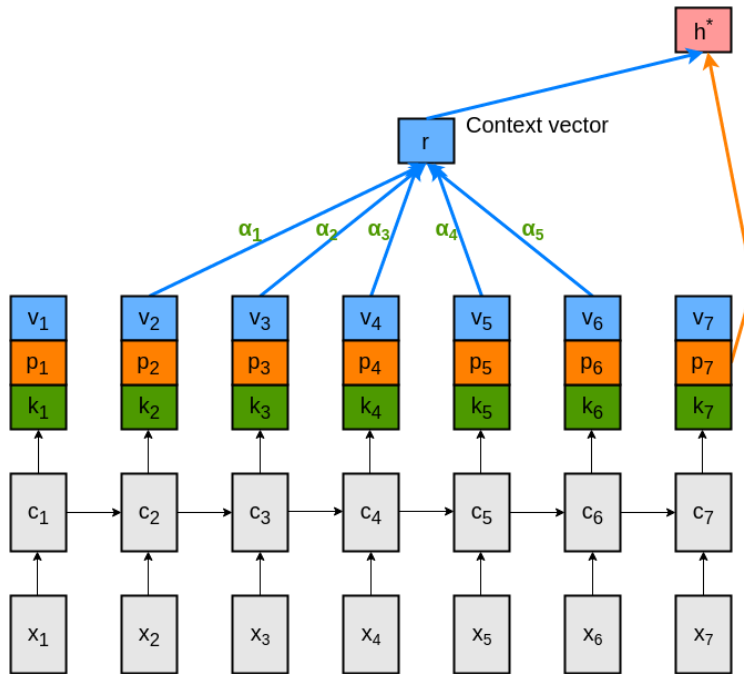 h*
Context vector
r
α1 α2 α3 α4 α5
v1 v2 v3 v4 v5 v6 v7
p1 p2 p3 p4 p5 p6 p7
k1 k2 k3 k4 k5 k6 k7
c1 c2 c3 c4 c5 c6 c7
x1 x2 x3 x4 x5 x6 x7